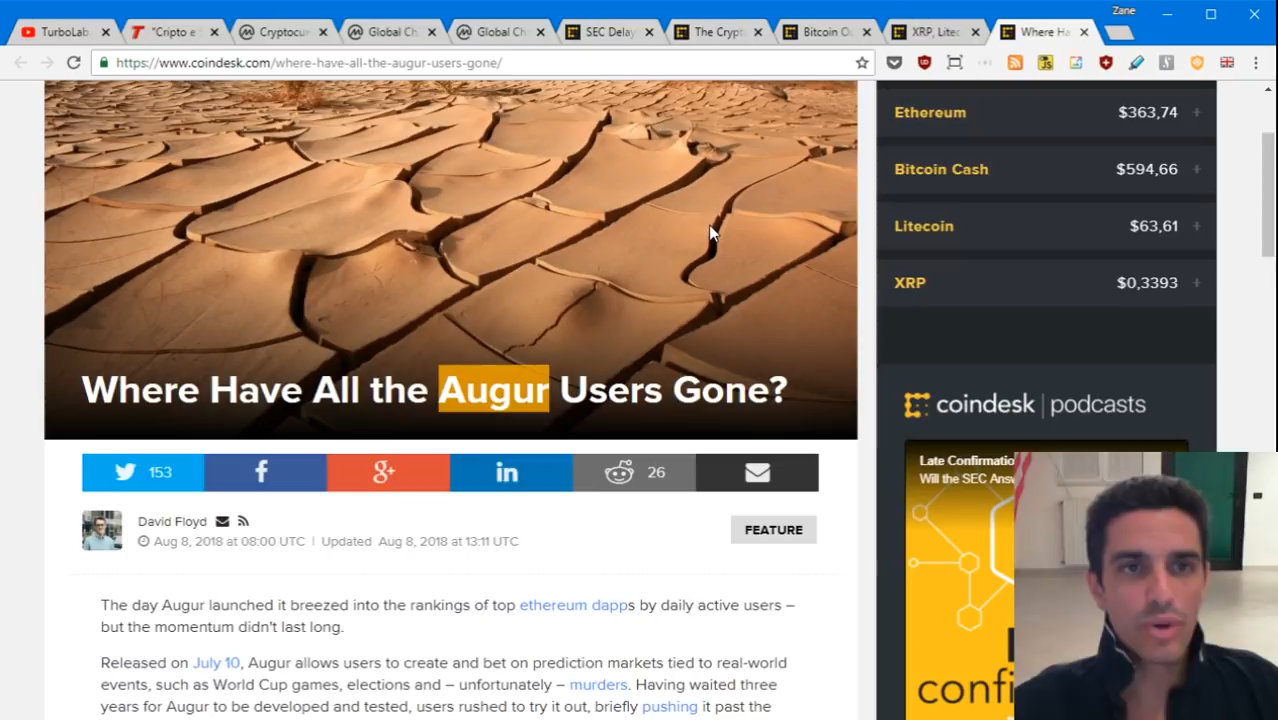 Zane
TurboLab
"Cripto e
Cryptocur
Global Ch
Global Ch
SEC Delay
The Crypt
Bitcoin O
XRP, Litec
Where Ha
https://www.coindesk.com/where-have-all-the-augur-users-gone/
Ethereum $363,74 +
Bitcoin Cash $594,66 +
Litecoin $63,61 +
XRP $0,3393 +
Where Have All the Augur Users Gone?
coindesk | podcasts
153
26
Late Confirmatio
Will the SEC Answ
David Floyd
Aug 8, 2018 at 08:00 UTC | Updated Aug 8, 2018 at 13:11 UTC
FEATURE
The day Augur launched it breezed into the rankings of top ethereum dapps by daily active users –
but the momentum didn't last long.
Released on July 10, Augur allows users to create and bet on prediction markets tied to real-world
events, such as World Cup games, elections and – unfortunately – murders. Having waited three
years for Augur to be developed and tested, users rushed to try it out, briefly pushing it past the
confi